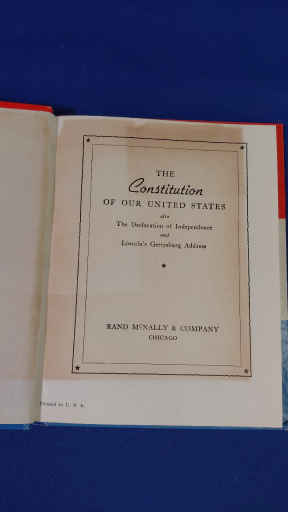 THE
Constitution
OF OUR UNITED STATES
also
The Declaration of Independence
and
Lincoln's Gettysburg Address
RAND MCNALLY & COMPANY
CHICAGO
Printed in U. S. A.